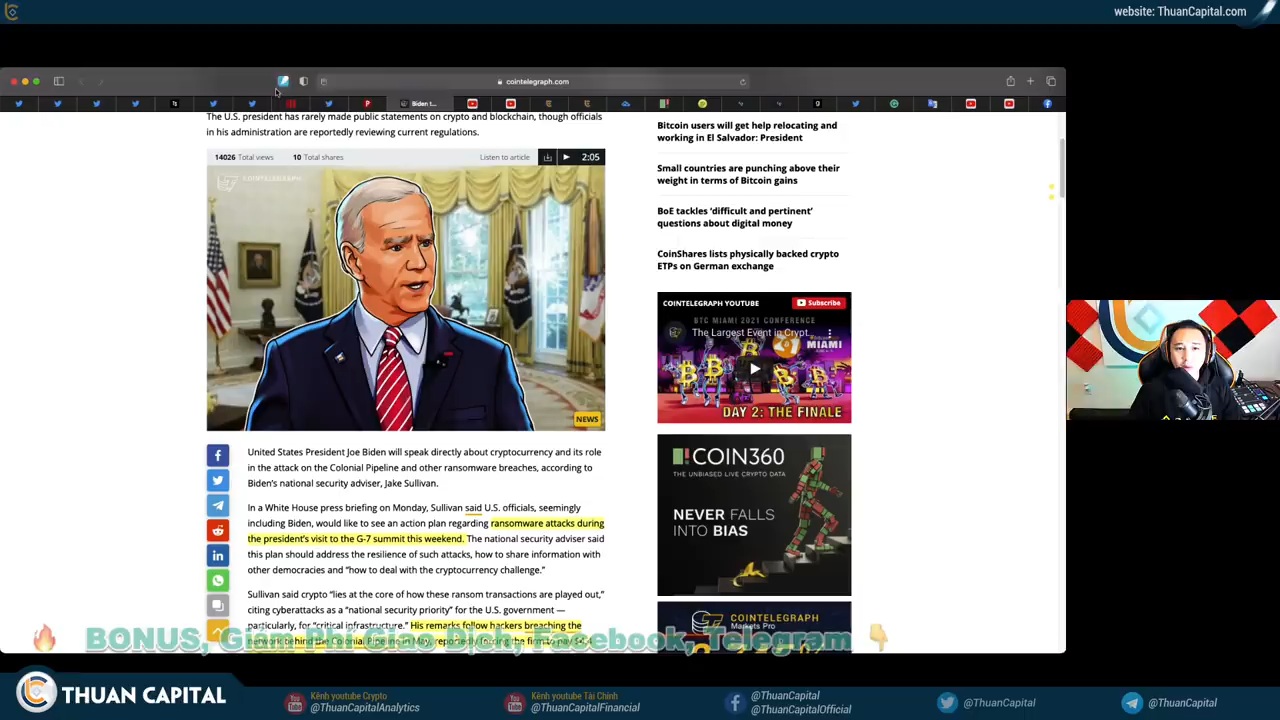 website: ThuanCapital.com
cointelegraph.com
Biden t...
The U.S. president has rarely made public statements on crypto and blockchain, though officials
in his administration are reportedly reviewing current regulations.
14026 Total views
10 Total shares
Listen to article
2:05
COINTELEGRAPH
NEWS
United States President Joe Biden will speak directly about cryptocurrency and its role
in the attack on the Colonial Pipeline and other ransomware breaches, according to
Biden's national security adviser, Jake Sullivan.
In a White House press briefing on Monday, Sullivan said U.S. officials, seemingly
including Biden, would like to see an action plan regarding ransomware attacks during
the president's visit to the G-7 summit this weekend. The national security adviser said
this plan should address the resilience of such attacks, how to share information with
other democracies and "how to deal with the cryptocurrency challenge."
Sullivan said crypto "lies at the core of how these ransom transactions are played out,"
citing cyberattacks as a "national security priority" for the U.S. government —
particularly, for "critical infrastructure." His remarks follow hackers breaching the
network behind the Colonial Pipeline in May, reportedly forcing the firm to pay $4.4
Bitcoin users will get help relocating and
working in El Salvador: President
Small countries are punching above their
weight in terms of Bitcoin gains
BoE tackles 'difficult and pertinent'
questions about digital money
CoinShares lists physically backed crypto
ETPs on German exchange
COINTELEGRAPH YOUTUBE
Subscribe
BTC MIAMI 2021 CONFERENCE
The Largest Event in Crypt...
MIAMI
DAY 2: THE FINALE
COIN360
THE UNBIASED LIVE CRYPTO DATA
NEVER FALLS
INTO BIAS
COINTELEGRAPH
Markets Pro
BONUS, Giảm Phí Giao Dịch, Facebook, Telegram
THUAN CAPITAL
Kênh youtube Crypto
@ThuanCapitalAnalytics
Kênh youtube Tài Chính
@ThuanCapitalFinancial
@ThuanCapital
@ThuanCapitalOfficial
@ThuanCapital
@ThuanCapital